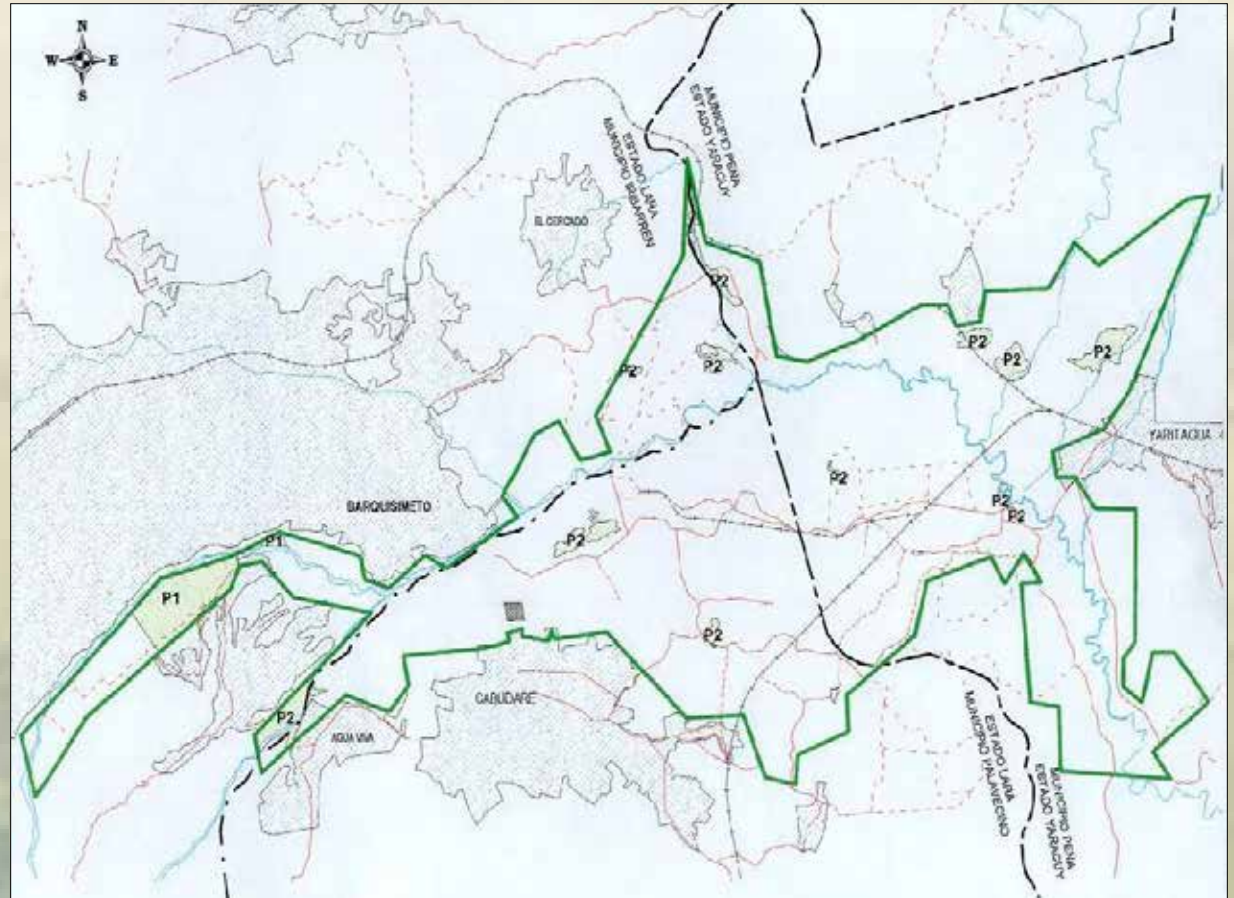 N
W E
S
MUNICIPIO PEÑA
ESTADO YARACUY
ESTADO LARA
MUNICIPIO IRIBARREN
EL CERCADO
P2
P2
P2
P2
P2
P2
YARITAGUA
P2
P2
P2
BARQUISIMETO
P1
P2
P1
P2
CABUDARE
P2
AGUA VIVA
ESTADO LARA
MUNICIPIO PALAVECINO
MUNICIPIO PEÑA
ESTADO YARACUY